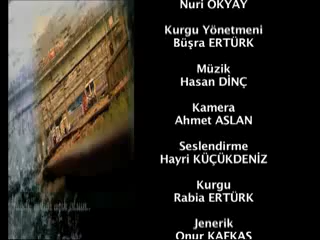 Nuri OKYAY
Kurgu Yönetmeni
Büşra ERTÜRK
Müzik
Hasan DİNÇ
Kamera
Ahmet ASLAN
Seslendirme
Hayri KÜÇÜKDENİZ
Kurgu
Rabia ERTÜRK
Jenerik
Onur KAFKAS